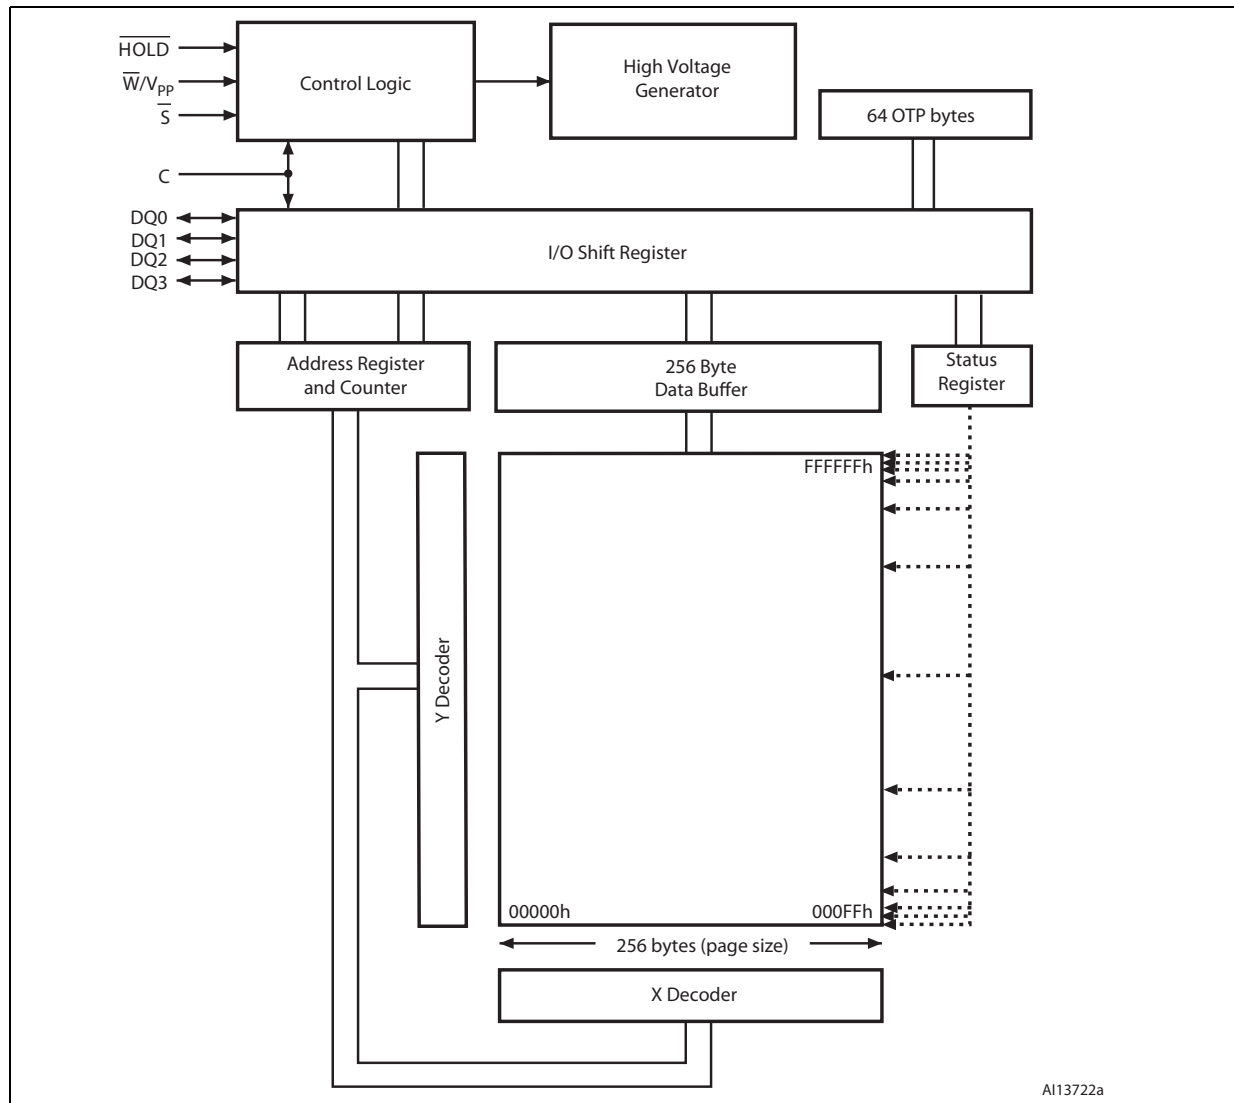 HOLD
W/VPP
S
C
Control Logic
High Voltage
Generator
64 OTP bytes
DQ0
DQ1
DQ2
DQ3
I/O Shift Register
Address Register
and Counter
256 Byte
Data Buffer
Status
Register
Y Decoder
FFFFFFh
00000h
000FFh
256 bytes (page size)
X Decoder
AI13722a